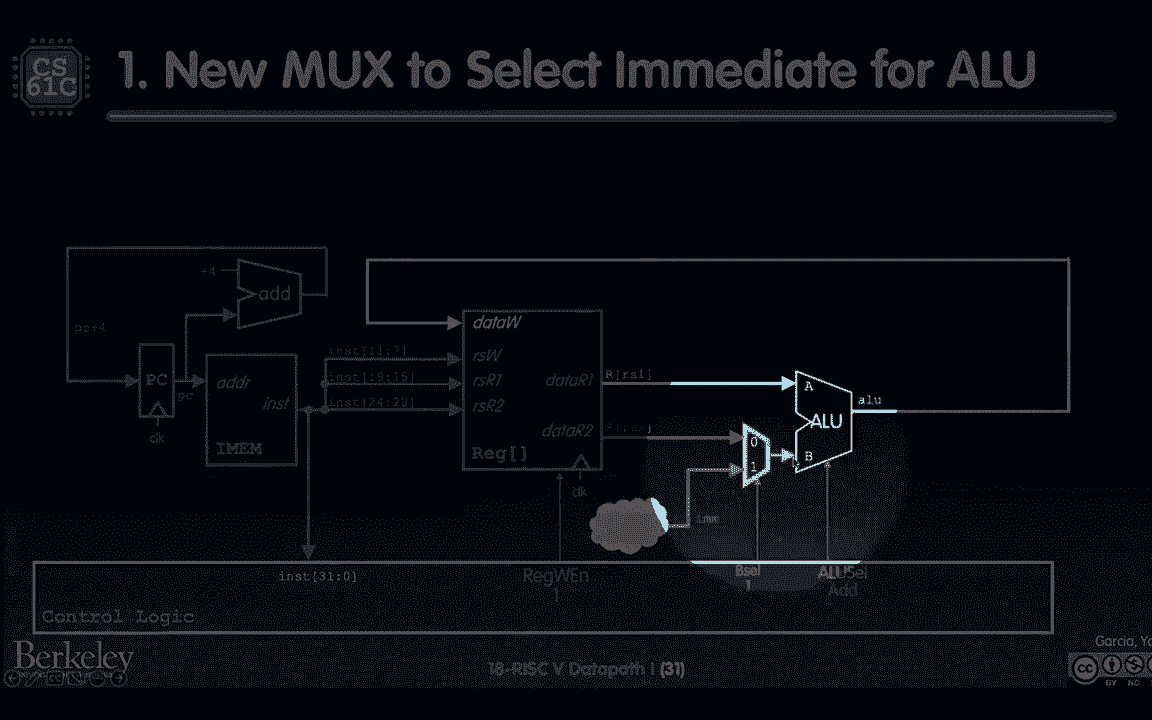 CS
61C
1. New MUX to Select Immediate for ALU
+4
add
pc+4
PC
pc
clk
addr
inst
IMEM
inst[11:7]
inst[19:15]
inst[24:20]
dataW
rsW
rsR1
rsR2
dataR1
dataR2
Reg[]
clk
R[rs1]
0
1
imm
A
ALU
B
alu
inst[31:0]
RegWEn
1
Bsel
1
ALUSel
Add
Control Logic
Berkeley
18-RISC V Datapath I (31)
Garcia,
cc
BY NC